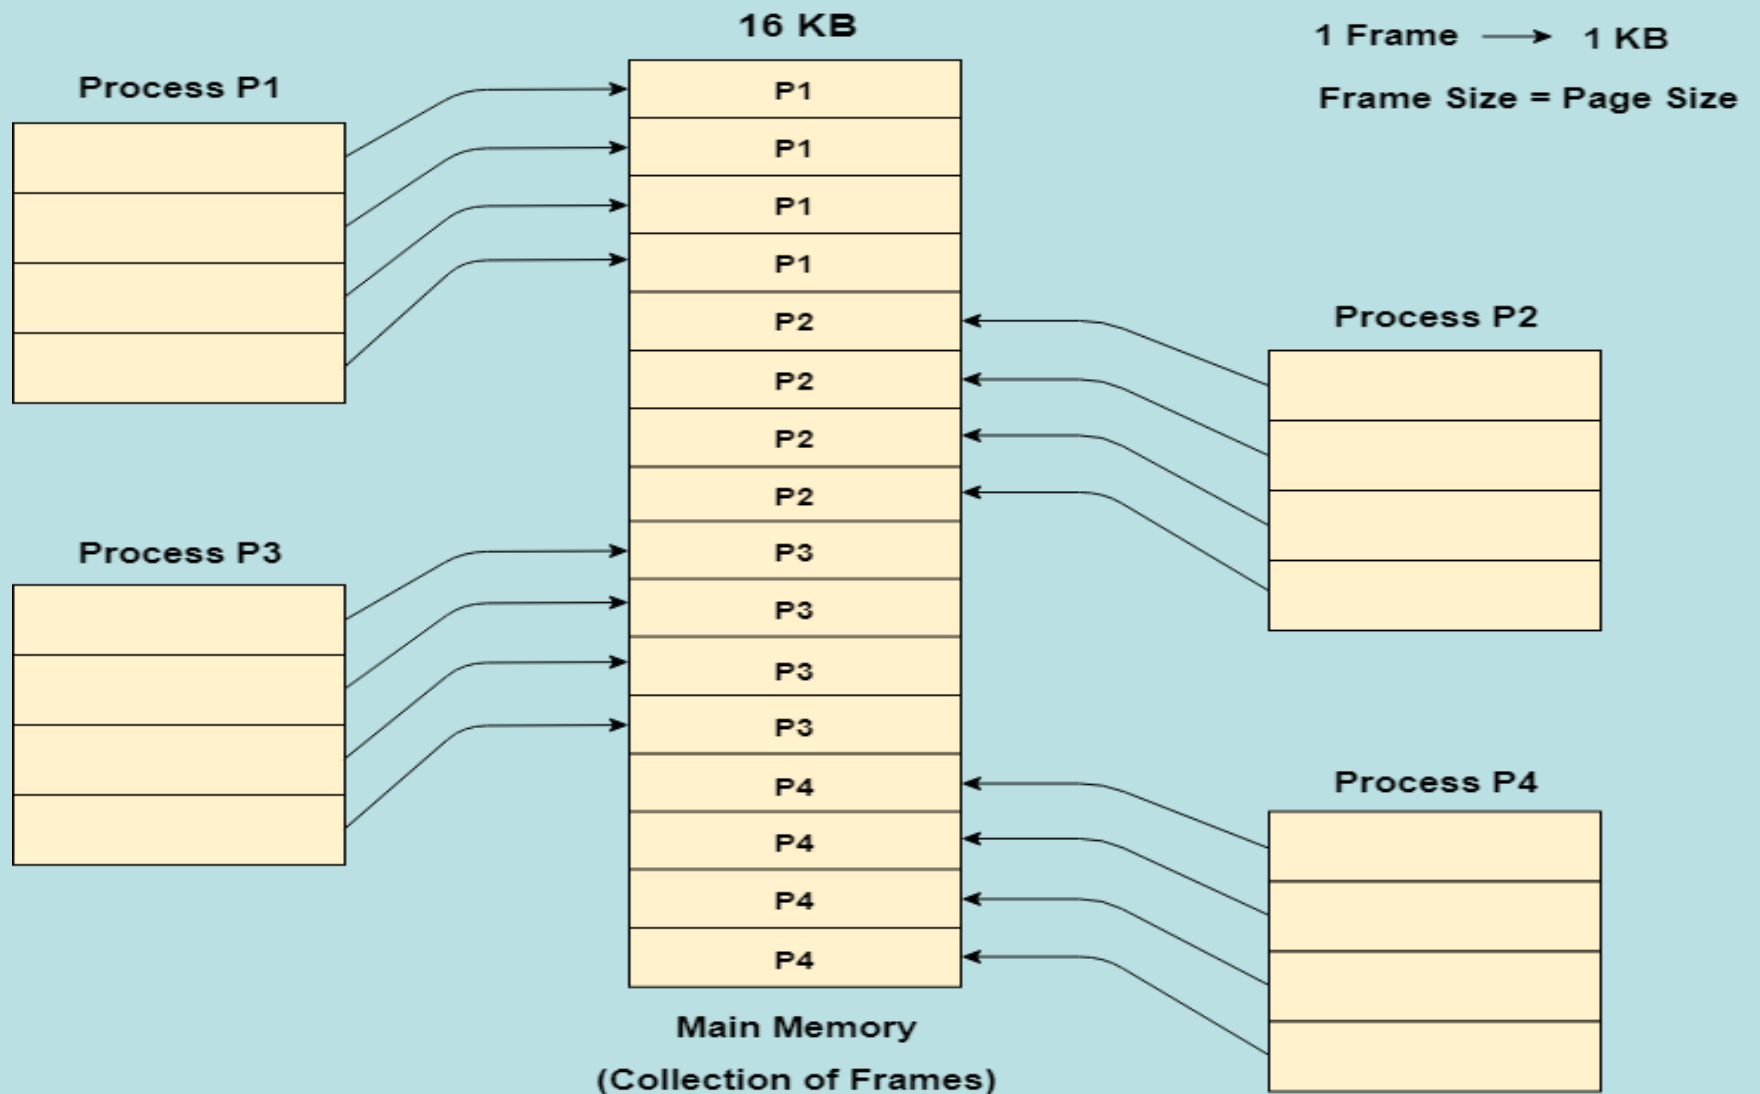 16 KB
1 Frame → 1 KB
Frame Size = Page Size
Process P1
P1
P1
P1
P1
Process P2
P2
P2
P2
P2
Process P3
P3
P3
P3
P3
Process P4
P4
P4
P4
P4
Main Memory
(Collection of Frames)